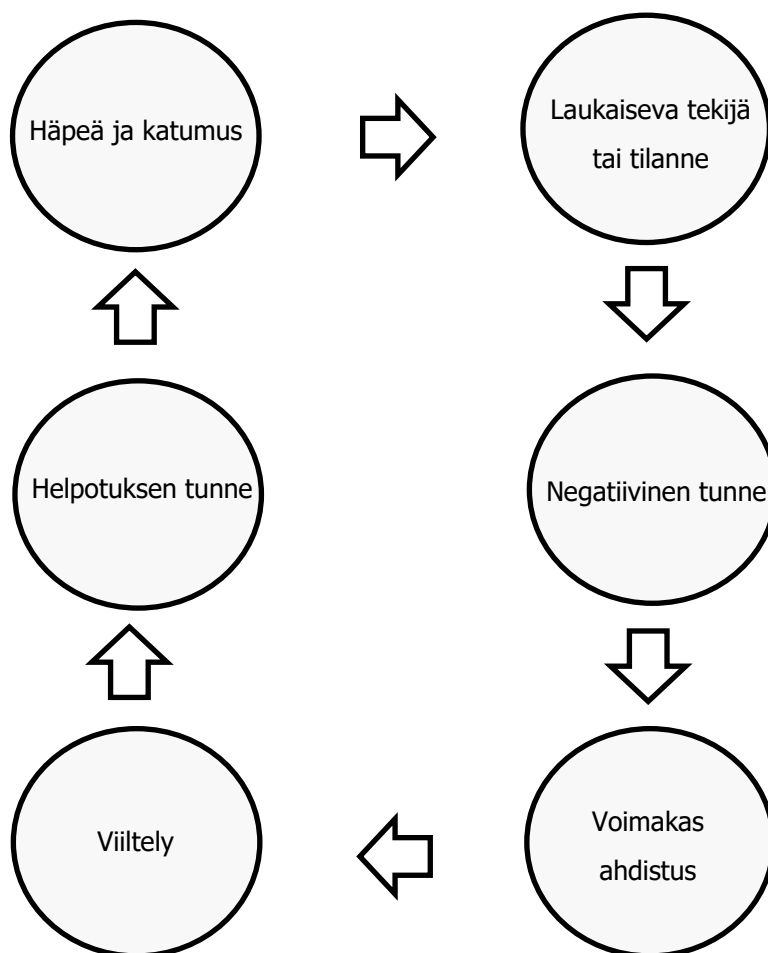 Häpeä ja katumus
Laukaiseva tekijä
tai tilanne
Helpotuksen tunne
Negatiivinen tunne
Viiltely
Voimakas
ahdistus